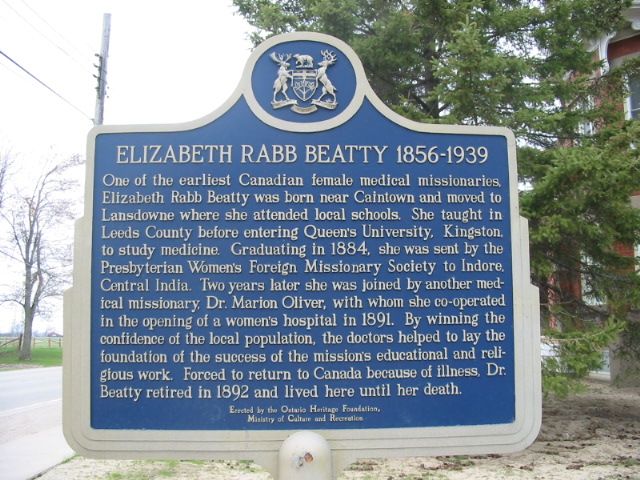 ELIZABETH RABB BEATTY 1856-1939
One of the earliest Canadian female medical missionaries,
Elizabeth Rabb Beatty was born near Caintown and moved to
Lansdowne where she attended local schools. She taught in
Leeds County before entering Queen's University, Kingston,
to study medicine. Graduating in 1884, she was sent by the
Presbyterian Women's Foreign Missionary Society to Indore,
Central India. Two years later she was joined by another med-
ical missionary, Dr. Marion Oliver, with whom she co-operated
in the opening of a women's hospital in 1891. By winning the
confidence of the local population, the doctors helped to lay the
foundation of the success of the mission's educational and reli-
gious work. Forced to return to Canada because of illness, Dr.
Beatty retired in 1892 and lived here until her death.
Erected by the Ontario Heritage Foundation,
Ministry of Culture and Recreation